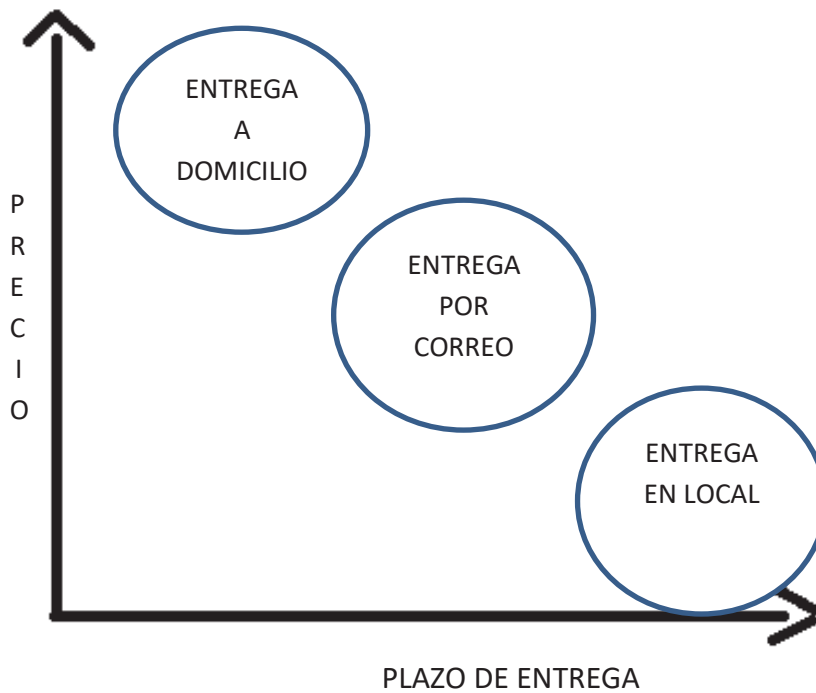 ENTREGA
A
DOMICILIO
P
R
E
C
I
O
ENTREGA
POR
CORREO
ENTREGA
EN LOCAL
PLAZO DE ENTREGA